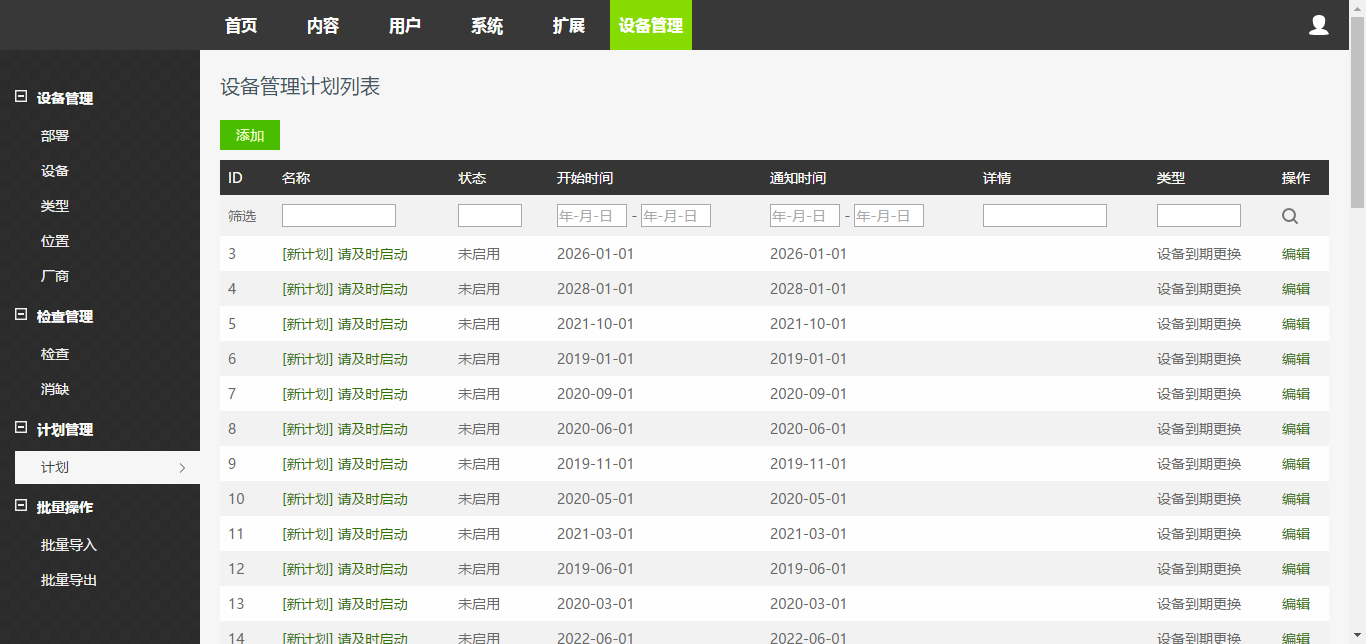 首页 内容 用户 系统 扩展 设备管理
设备管理
部署
设备
类型
位置
厂商
检查管理
检查
消缺
计划管理
计划
批量操作
批量导入
批量导出
设备管理计划列表
添加
ID 名称 状态 开始时间 通知时间 详情 类型 操作
筛选 年-月-日 - 年-月-日 年-月-日 - 年-月-日
3 [新计划] 请及时启动 未启用 2026-01-01 2026-01-01 设备到期更换 编辑
4 [新计划] 请及时启动 未启用 2028-01-01 2028-01-01 设备到期更换 编辑
5 [新计划] 请及时启动 未启用 2021-10-01 2021-10-01 设备到期更换 编辑
6 [新计划] 请及时启动 未启用 2019-01-01 2019-01-01 设备到期更换 编辑
7 [新计划] 请及时启动 未启用 2020-09-01 2020-09-01 设备到期更换 编辑
8 [新计划] 请及时启动 未启用 2020-06-01 2020-06-01 设备到期更换 编辑
9 [新计划] 请及时启动 未启用 2019-11-01 2019-11-01 设备到期更换 编辑
10 [新计划] 请及时启动 未启用 2020-05-01 2020-05-01 设备到期更换 编辑
11 [新计划] 请及时启动 未启用 2021-03-01 2021-03-01 设备到期更换 编辑
12 [新计划] 请及时启动 未启用 2019-06-01 2019-06-01 设备到期更换 编辑
13 [新计划] 请及时启动 未启用 2020-03-01 2020-03-01 设备到期更换 编辑
14 [新计划] 请及时启动 未启用 2022-06-01 2022-06-01 设备到期更换 编辑